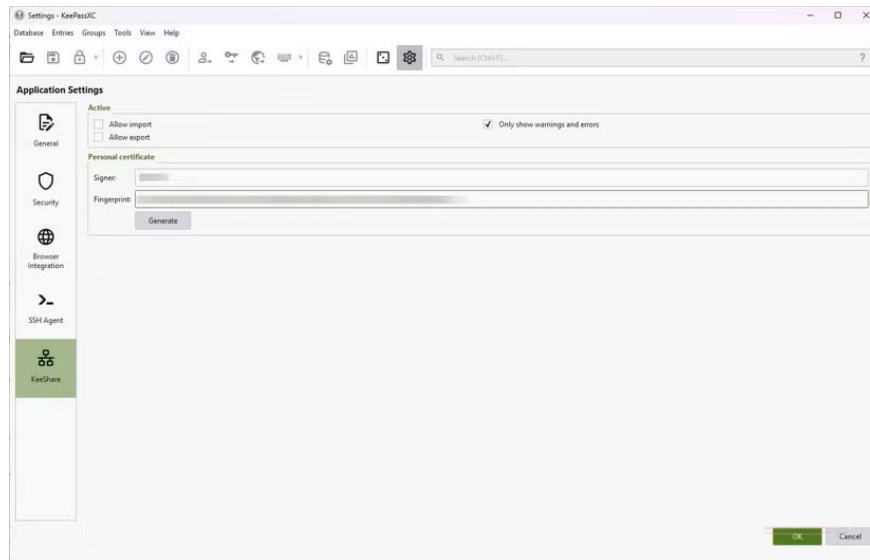 Settings - KeePassXC
Database Entries Groups Tools View Help
Search (Ctrl+F)... ?
Application Settings
General
Security
Browser
Integration
SSH Agent
KeeShare
Active
Allow import
Only show warnings and errors
Allow export
Personal certificate
Signer:
Fingerprint:
Generate
OK Cancel